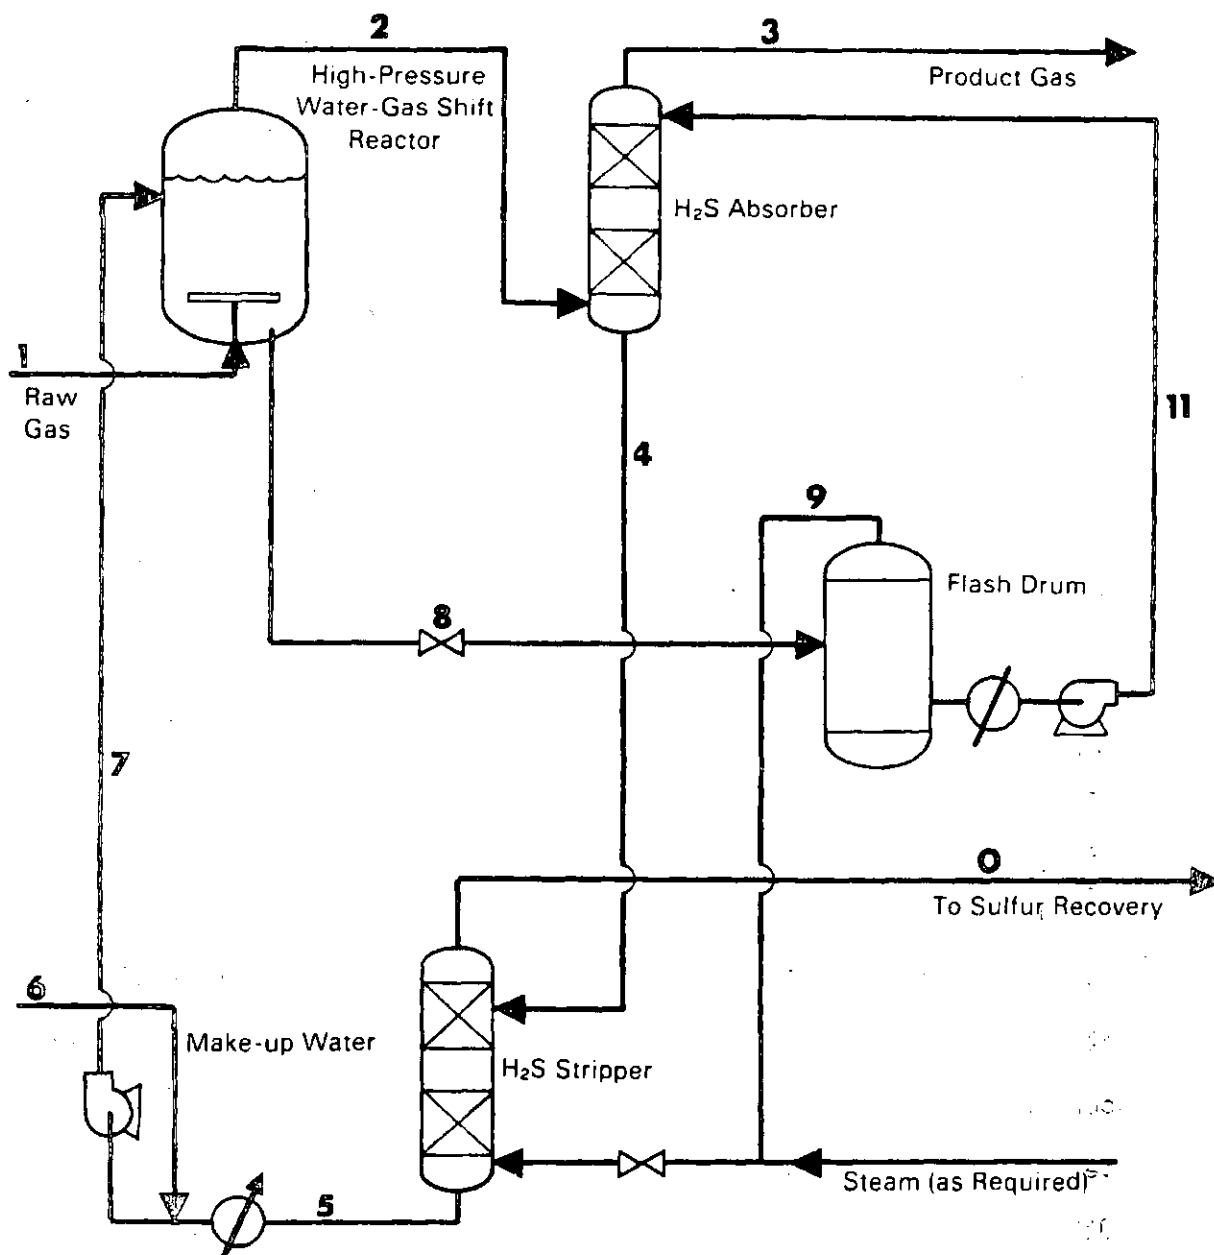 2
3
High-Pressure
Water-Gas Shift
Reactor
Product Gas
H₂S Absorber
1
Raw
Gas
11
4
9
Flash Drum
8
7
0
To Sulfur Recovery
6
Make-up Water
H₂S Stripper
5
Steam (as Required)